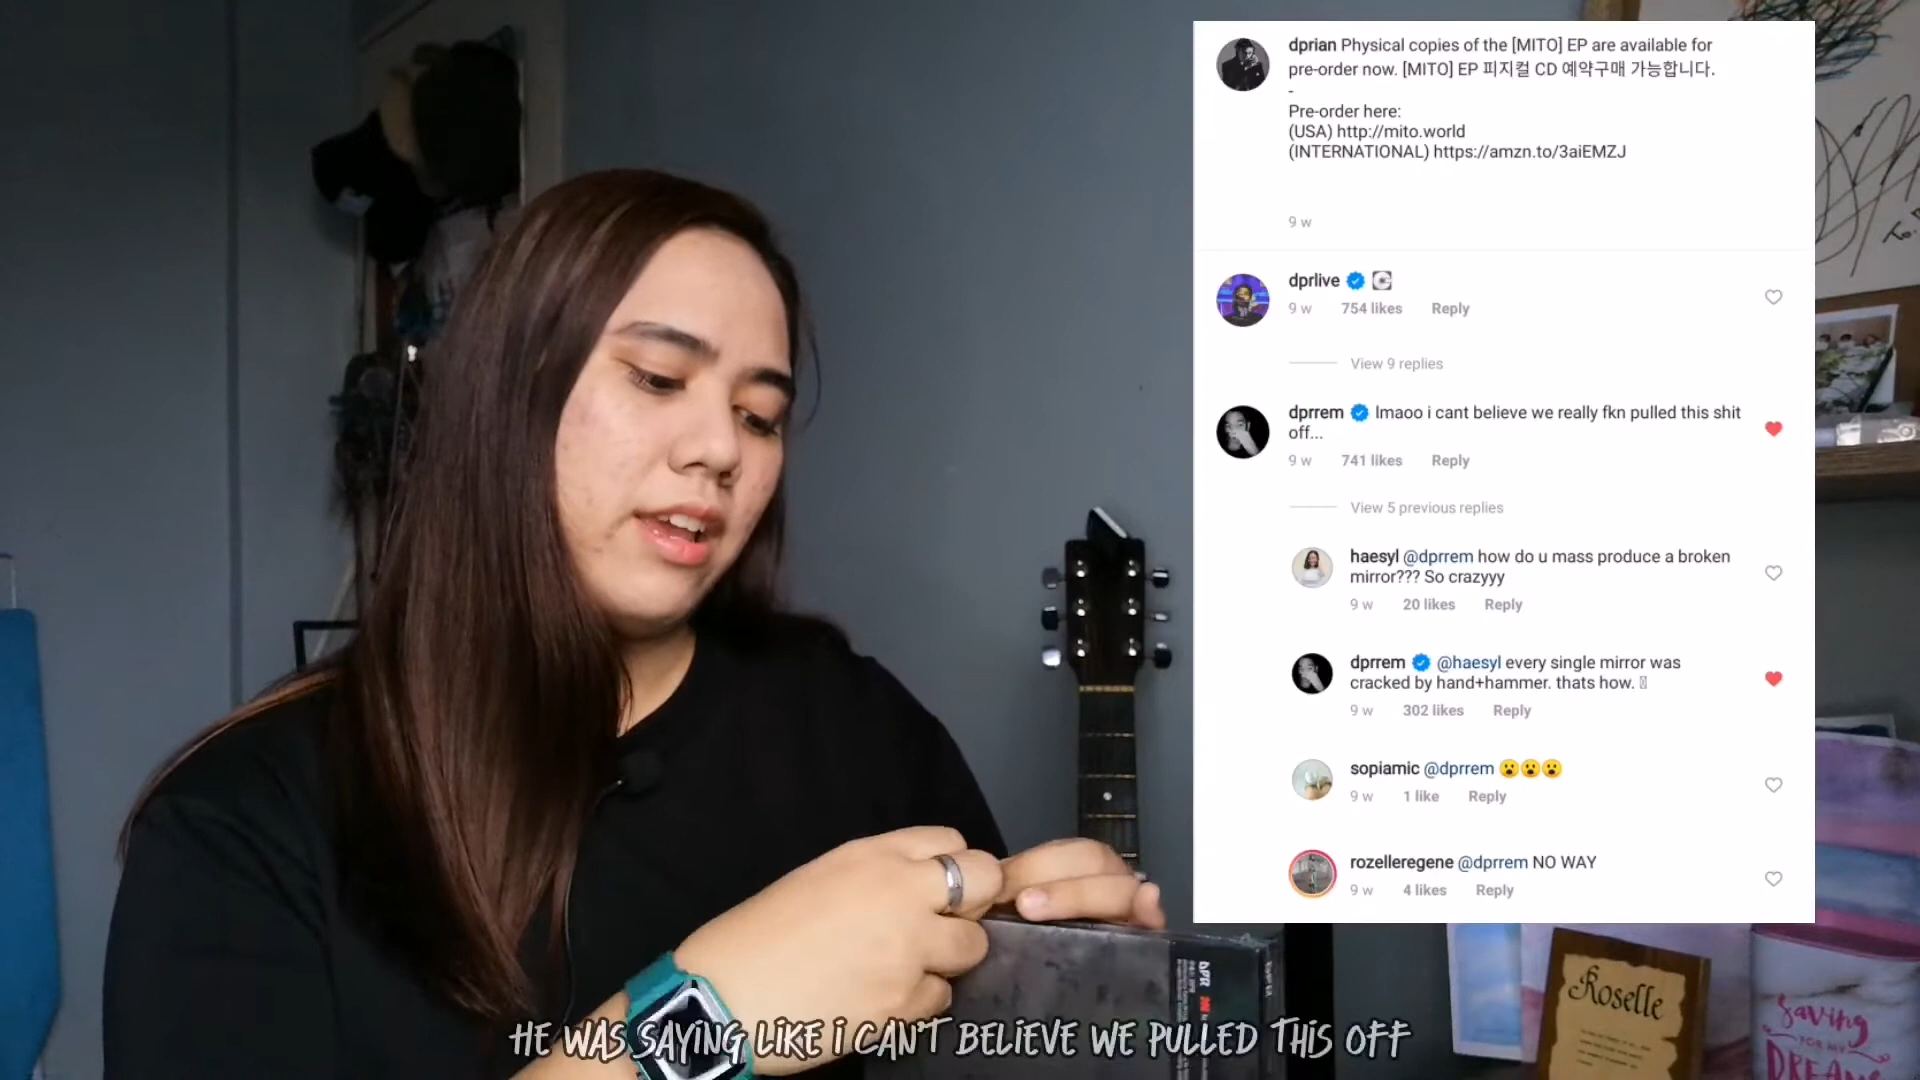 dprian Physical copies of the [MITO] EP are available for
pre-order now. [MITO] EP 피지컬 CD 예약구매 가능합니다.
-
Pre-order here:
(USA) http://mito.world
(INTERNATIONAL) https://amzn.to/3aiEMZJ
9 w
dprlive
9 w 754 likes Reply
View 9 replies
dprrem lmaoo i cant believe we really fkn pulled this shit
off...
9 w 741 likes Reply
View 5 previous replies
haesyl @dprrem how do u mass produce a broken
mirror??? So crazyyy
9 w 20 likes Reply
dprrem @haesyl every single mirror was
cracked by hand+hammer. thats how.
9 w 302 likes Reply
sopiamic @dprrem 😮😮😮
9 w 1 like Reply
rozelleregene @dprrem NO WAY
9 w 4 likes Reply
To.
DPR
Roselle
Saving
FOR MY
DREAMS
HE WAS SAYING LIKE I CAN'T BELIEVE WE PULLED THIS OFF